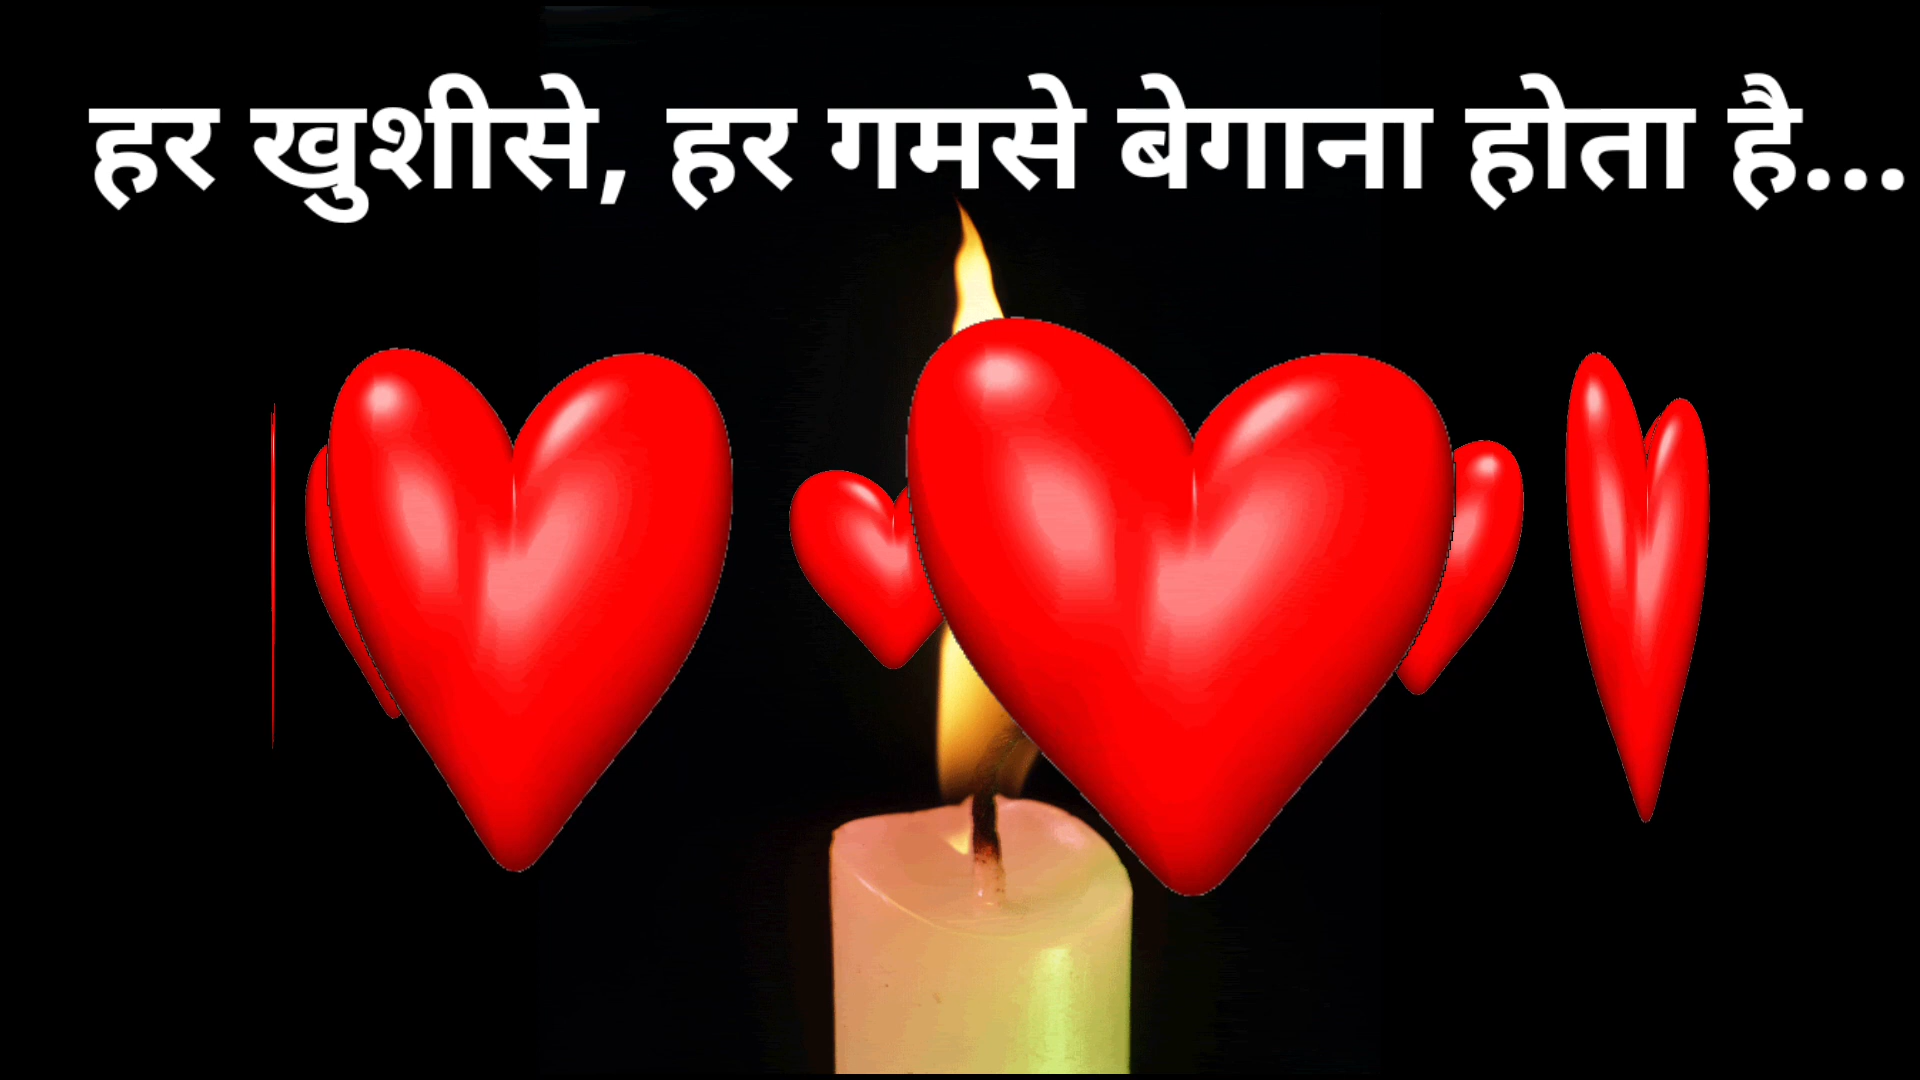 हर खुशीसे, हर गमसे बेगाना होता है...